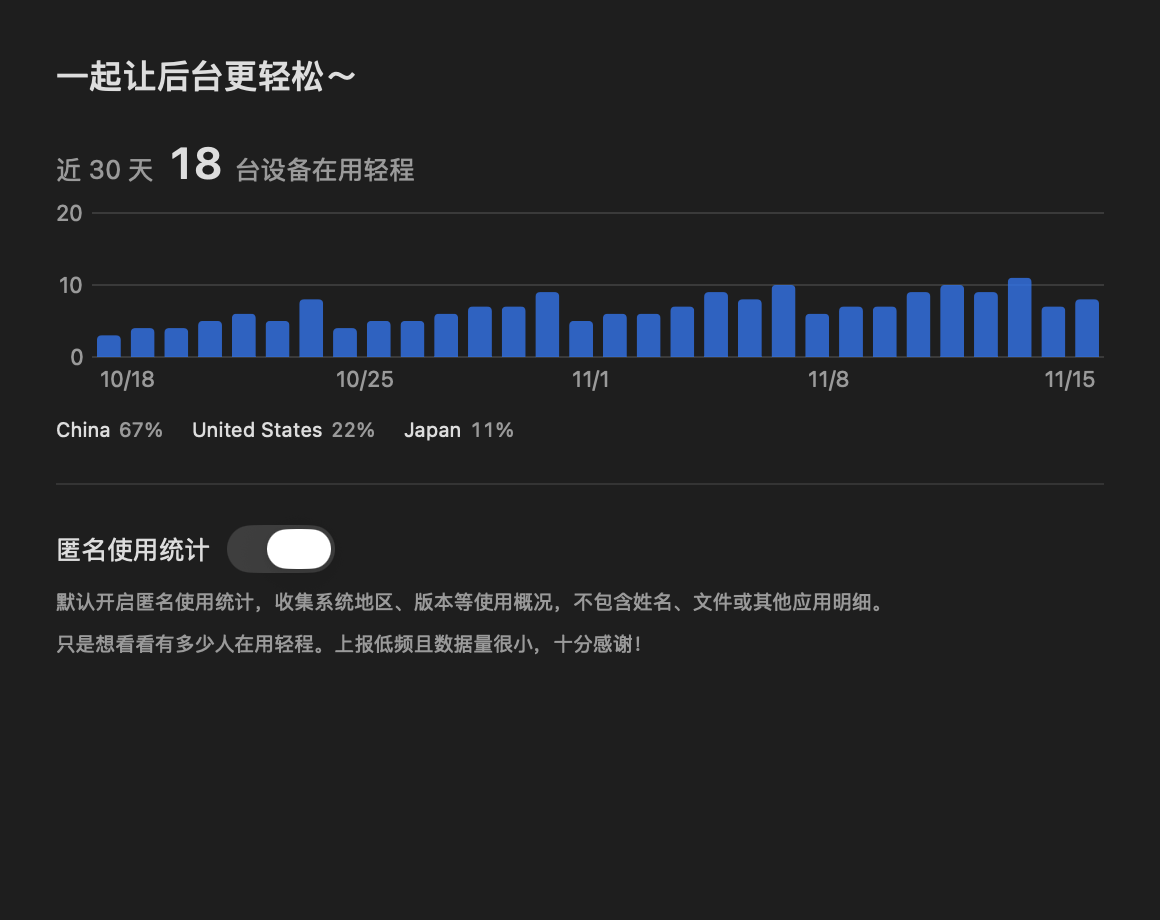 一起让后台更轻松～
近 30 天 18 台设备在用轻程
20
10
0
10/18 10/25 11/1 11/8 11/15
China 67% United States 22% Japan 11%
匿名使用统计
默认开启匿名使用统计，收集系统地区、版本等使用概况，不包含姓名、文件或其他应用明细。
只是想看看有多少人在用轻程。上报低频且数据量很小，十分感谢！